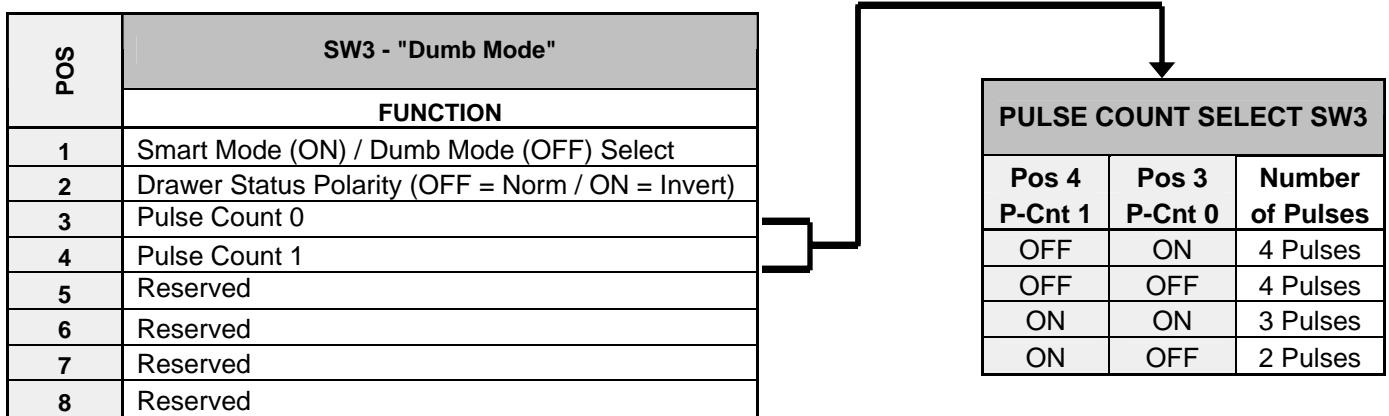 POS
SW3 - "Dumb Mode"
FUNCTION
1 Smart Mode (ON) / Dumb Mode (OFF) Select
2 Drawer Status Polarity (OFF = Norm / ON = Invert)
3 Pulse Count 0
4 Pulse Count 1
5 Reserved
6 Reserved
7 Reserved
8 Reserved
PULSE COUNT SELECT SW3
Pos 4 Pos 3 Number
P-Cnt 1 P-Cnt 0 of Pulses
OFF ON 4 Pulses
OFF OFF 4 Pulses
ON ON 3 Pulses
ON OFF 2 Pulses